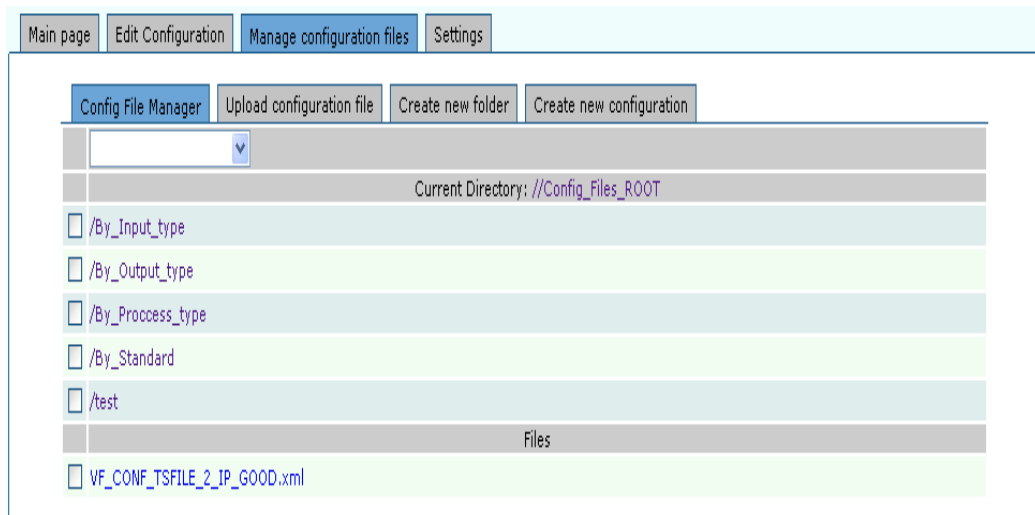 Main page Edit Configuration Manage configuration files Settings
Config File Manager Upload configuration file Create new folder Create new configuration
Current Directory: //Config_Files_ROOT
/By_Input_type
/By_Output_type
/By_Proccess_type
/By_Standard
/test
Files
VF_CONF_TSFILE_2_IP_GOOD.xml